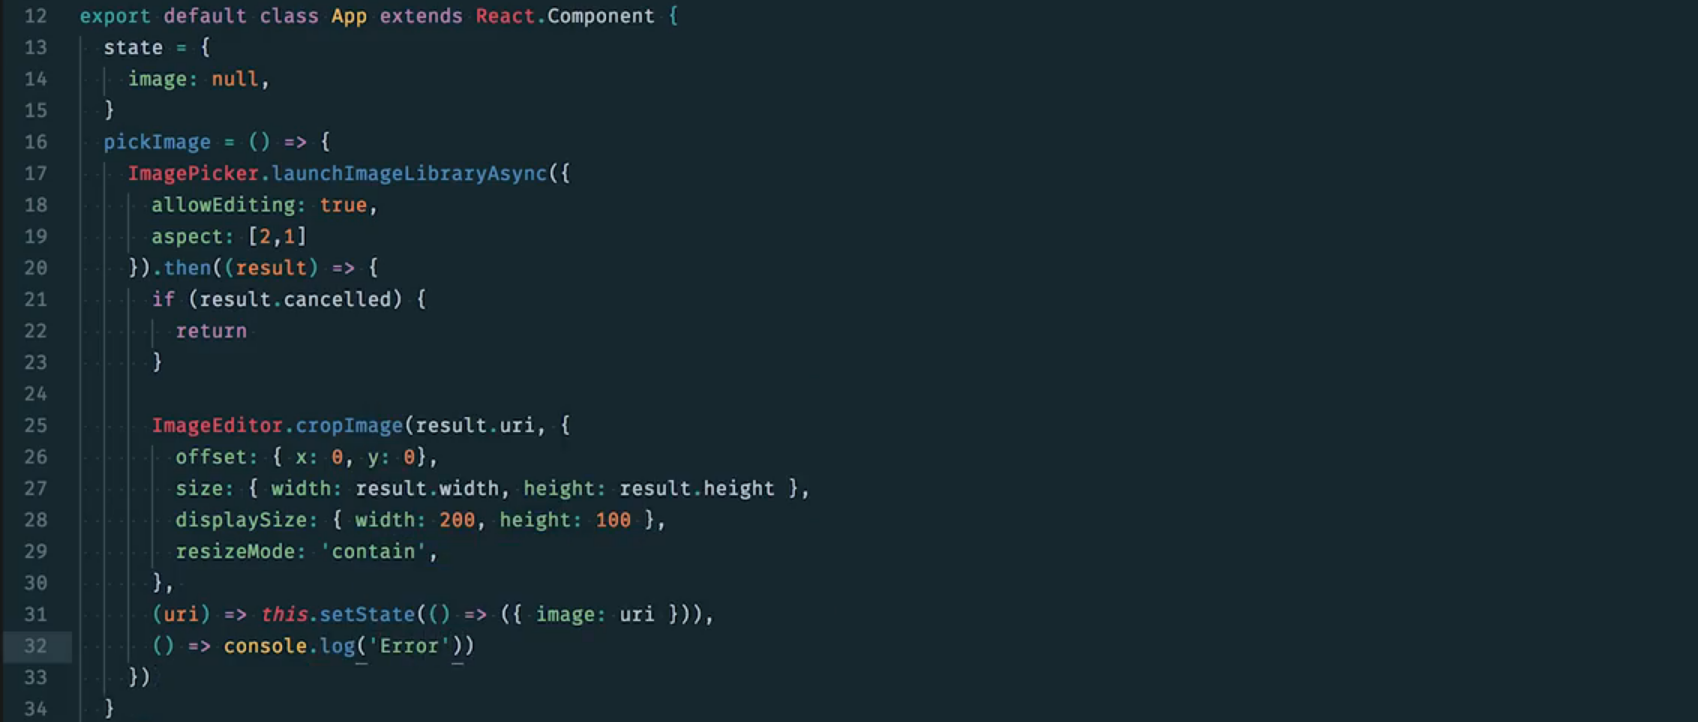 12 export default class App extends React.Component {
13 state = {
14 image: null,
15 }
16 pickImage = () => {
17 ImagePicker.launchImageLibraryAsync({
18 allowEditing: true,
19 aspect: [2,1]
20 }).then((result) => {
21 if (result.cancelled) {
22 return
23 }
24
25 ImageEditor.cropImage(result.uri, {
26 offset: { x: 0, y: 0},
27 size: { width: result.width, height: result.height },
28 displaySize: { width: 200, height: 100 },
29 resizeMode: 'contain',
30 },
31 (uri) => this.setState(() => ({ image: uri })),
32 () => console.log('Error'))
33 })
34 }